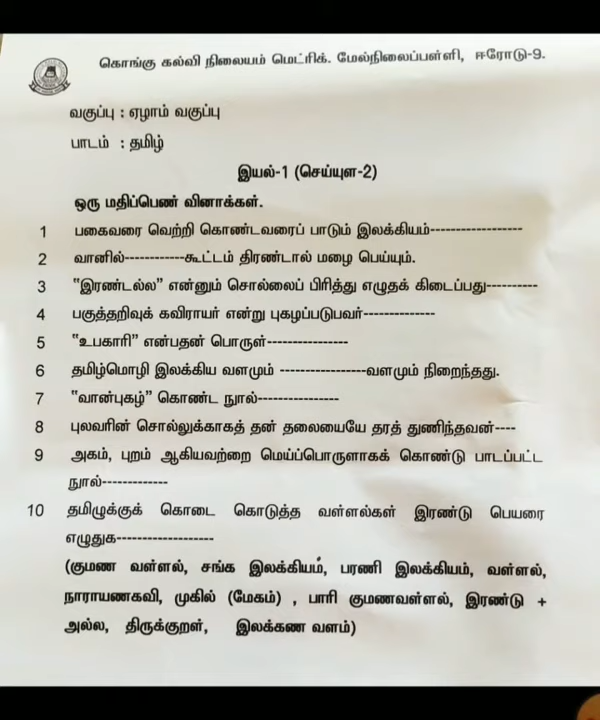 கொங்கு கல்வி நிலையம் மெட்ரிக். மேல்நிலைப்பள்ளி, ஈரோடு-9.
வகுப்பு : ஏழாம் வகுப்பு
பாடம் : தமிழ்
இயல்-1 (செய்யுள-2)
ஒரு மதிப்பெண் வினாக்கள்.
1 பகைவரை வெற்றி கொண்டவரைப் பாடும் இலக்கியம்------------------
2 வானில்------------கூட்டம் திரண்டால் மழை பெய்யும்.
3 "இரண்டல்ல" என்னும் சொல்லைப் பிரித்து எழுதக் கிடைப்பது----------
4 பகுத்தறிவுக் கவிராயர் என்று புகழப்படுபவர்--------------
5 "உபகாரி" என்பதன் பொருள்----------------
6 தமிழ்மொழி இலக்கிய வளமும் -----------------வளமும் நிறைந்தது.
7 "வான்புகழ்" கொண்ட நூல்----------------
8 புலவரின் சொல்லுக்காகத் தன் தலையையே தரத் துணிந்தவன்----
9 அகம், புறம் ஆகியவற்றை மெய்ப்பொருளாகக் கொண்டு பாடப்பட்ட
நூல்-------------
10 தமிழுக்குக் கொடை கொடுத்த வள்ளல்கள் இரண்டு பெயரை
எழுதுக-------------------
(குமண வள்ளல், சங்க இலக்கியம், பரணி இலக்கியம், வள்ளல்,
நாராயணகவி, முகில் (மேகம்) , பாரி குமணவள்ளல், இரண்டு +
அல்ல, திருக்குறள், இலக்கண வளம்)